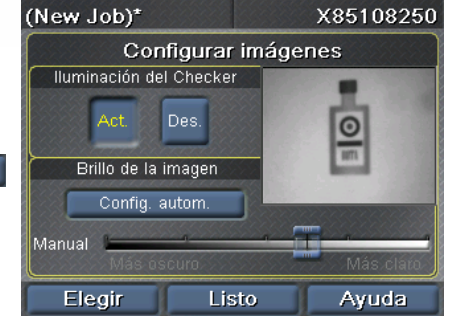 (New Job)* X85108250
Configurar imágenes
Iluminación del Checker
Act. Des.
Brillo de la imagen
Config. autom.
Manual
Más oscuro Más claro
Elegir Listo Ayuda